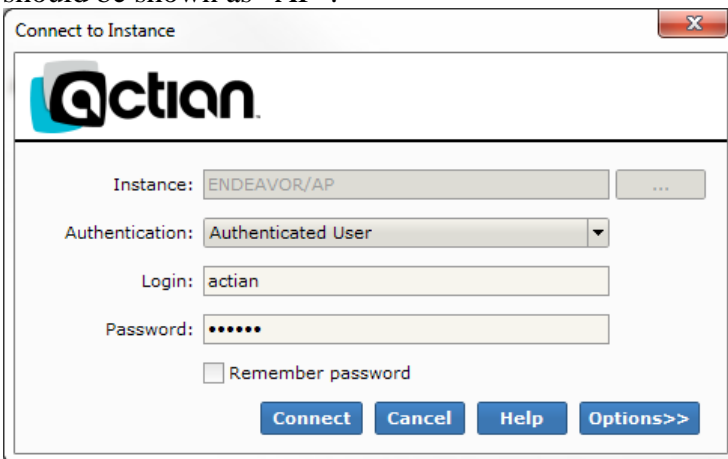 should be shown as "AP".
Connect to Instance
actian
Instance: ENDEAVOR/AP ...
Authentication: Authenticated User
Login: actian
Password: ••••••
Remember password
Connect Cancel Help Options>>